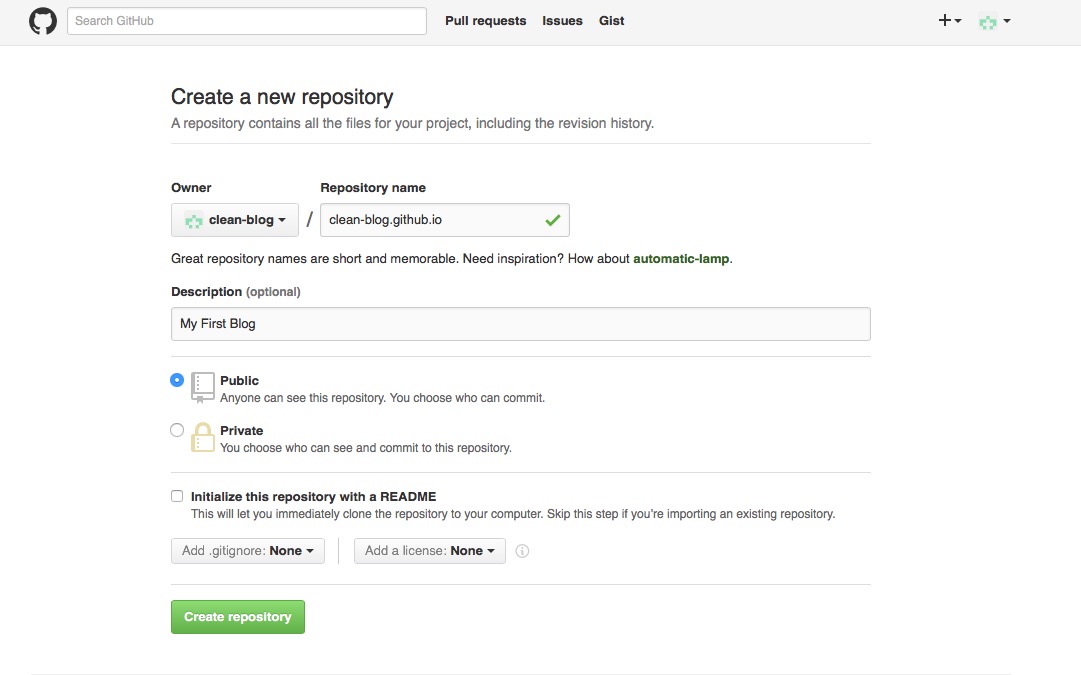 Search GitHub Pull requests Issues Gist
Create a new repository
A repository contains all the files for your project, including the revision history.
Owner Repository name
clean-blog / clean-blog.github.io
Great repository names are short and memorable. Need inspiration? How about automatic-lamp.
Description (optional)
My First Blog
Public
Anyone can see this repository. You choose who can commit.
Private
You choose who can see and commit to this repository.
Initialize this repository with a README
This will let you immediately clone the repository to your computer. Skip this step if you're importing an existing repository.
Add .gitignore: None Add a license: None
Create repository